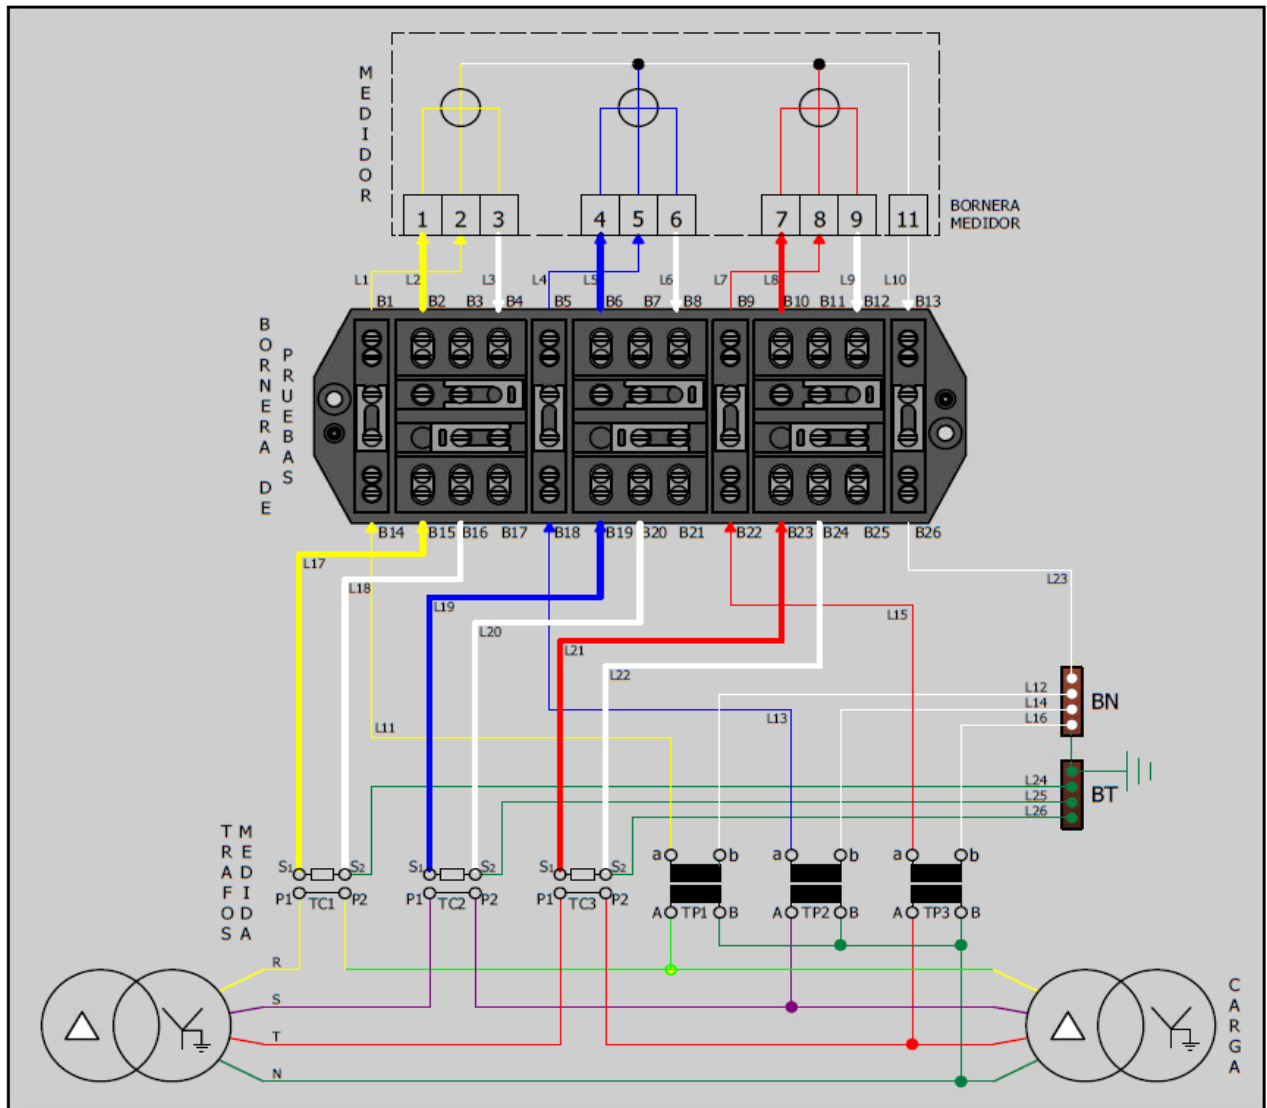 MEDIDOR
1 2 3 4 5 6 7 8 9 11
BORNERA
MEDIDOR
L1 L2 L3 L4 L5 L6 L7 L8 L9 L10
B1 B2 B3 B4 B5 B6 B7 B8 B9 B10 B11 B12 B13
BORNERA DE
PRUEBAS
B14 B15 B16 B17 B18 B19 B20 B21 B22 B23 B24 B25 B26
L17
L18
L23
L19
L15
L20
L21
L22
L12
L14
BN
L13
L16
L11
L24
BT
L25
L26
TRAFOS
MEDIDA
a b a b a b
S1 S2 S1 S2 S1 S2
P1 TC1 P2 P1 TC2 P2 P1 TC3 P2
A TP1 B A TP2 B A TP3 B
R
S
T
N
CARGA